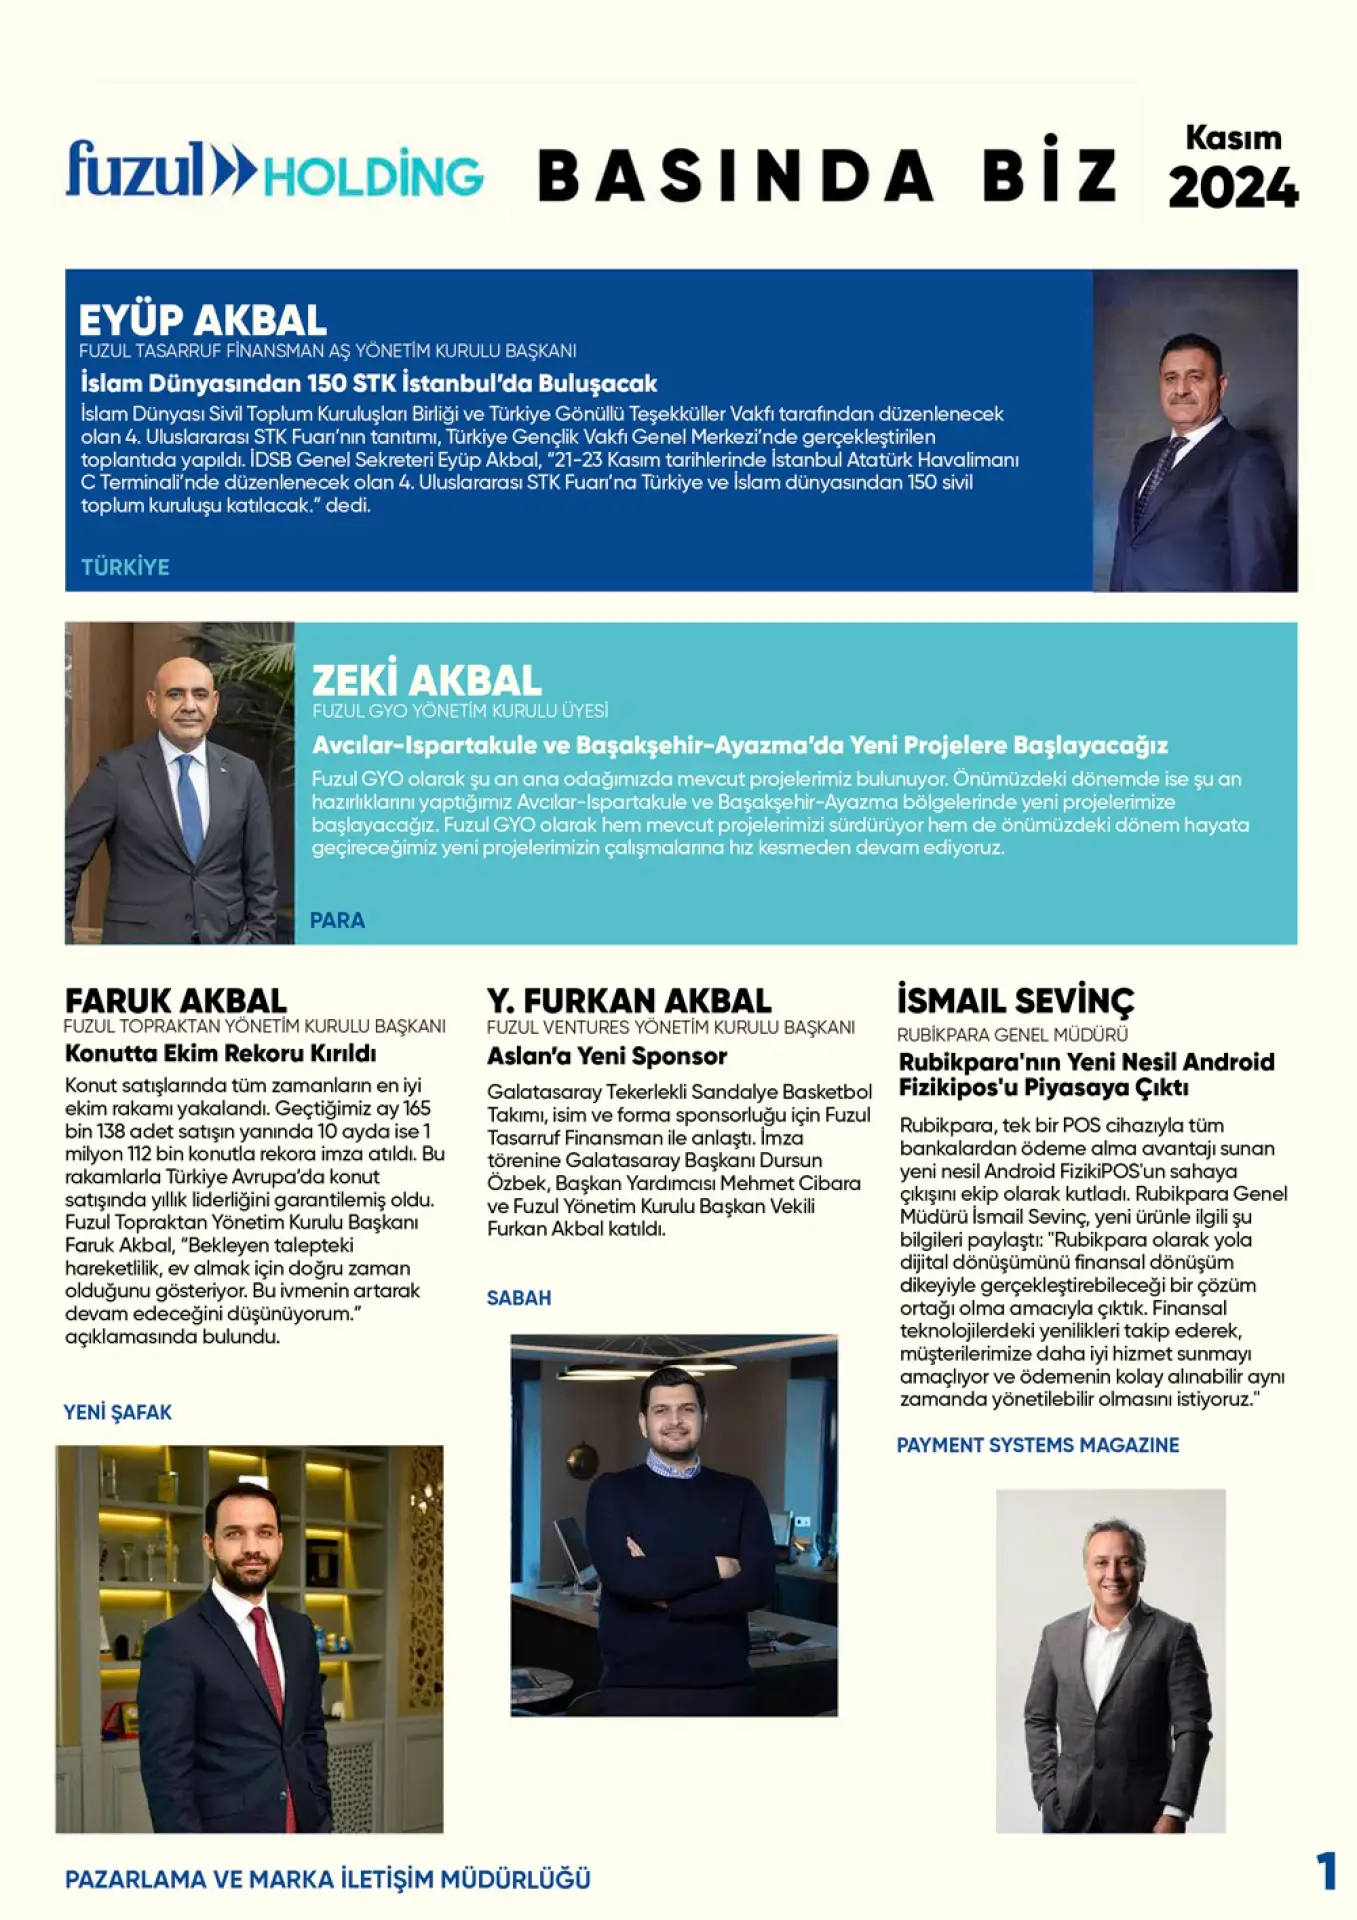 fuzul HOLDİNG
BASINDA BİZ
Kasım
2024
EYÜP AKBAL
FUZUL TASARRUF FİNANSMAN AŞ YÖNETİM KURULU BAŞKANI
İslam Dünyasından 150 STK İstanbul’da Buluşacak
İslam Dünyası Sivil Toplum Kuruluşları Birliği ve Türkiye Gönüllü Teşekküller Vakfı tarafından düzenlenecek
olan 4. Uluslararası STK Fuarı’nın tanıtımı, Türkiye Gençlik Vakfı Genel Merkezi’nde gerçekleştirilen
toplantıda yapıldı. İDSB Genel Sekreteri Eyüp Akbal, “21-23 Kasım tarihlerinde İstanbul Atatürk Havalimanı
C Terminali’nde düzenlenecek olan 4. Uluslararası STK Fuarı’na Türkiye ve İslam dünyasından 150 sivil
toplum kuruluşu katılacak.” dedi.
TÜRKİYE
ZEKİ AKBAL
FUZUL GYO YÖNETİM KURULU ÜYESİ
Avcılar-Ispartakule ve Başakşehir-Ayazma’da Yeni Projelere Başlayacağız
Fuzul GYO olarak şu an ana odağımızda mevcut projelerimiz bulunuyor. Önümüzdeki dönemde ise şu an
hazırlıklarını yaptığımız Avcılar-Ispartakule ve Başakşehir-Ayazma bölgelerinde yeni projelerimize
başlayacağız. Fuzul GYO olarak hem mevcut projelerimizi sürdürüyor hem de önümüzdeki dönem hayata
geçireceğimiz yeni projelerimizin çalışmalarına hız kesmeden devam ediyoruz.
PARA
FARUK AKBAL
FUZUL TOPRAKTAN YÖNETİM KURULU BAŞKANI
Konutta Ekim Rekoru Kırıldı
Konut satışlarında tüm zamanların en iyi
ekim rakamı yakalandı. Geçtiğimiz ay 165
bin 138 adet satışın yanında 10 ayda ise 1
milyon 112 bin konutla rekora imza atıldı. Bu
rakamlarla Türkiye Avrupa’da konut
satışında yıllık liderliğini garantilemiş oldu.
Fuzul Topraktan Yönetim Kurulu Başkanı
Faruk Akbal, “Bekleyen talepteki
hareketlilik, ev almak için doğru zaman
olduğunu gösteriyor. Bu ivmenin artarak
devam edeceğini düşünüyorum.”
açıklamasında bulundu.
YENİ ŞAFAK
Y. FURKAN AKBAL
FUZUL VENTURES YÖNETİM KURULU BAŞKANI
Aslan’a Yeni Sponsor
Galatasaray Tekerlekli Sandalye Basketbol
Takımı, isim ve forma sponsorluğu için Fuzul
Tasarruf Finansman ile anlaştı. İmza
törenine Galatasaray Başkanı Dursun
Özbek, Başkan Yardımcısı Mehmet Cibara
ve Fuzul Yönetim Kurulu Başkan Vekili
Furkan Akbal katıldı.
SABAH
İSMAİL SEVİNÇ
RUBİKPARA GENEL MÜDÜRÜ
Rubikpara'nın Yeni Nesil Android
Fizikipos'u Piyasaya Çıktı
Rubikpara, tek bir POS cihazıyla tüm
bankalardan ödeme alma avantajı sunan
yeni nesil Android FizikiPOS'un sahaya
çıkışını ekip olarak kutladı. Rubikpara Genel
Müdürü İsmail Sevinç, yeni ürünle ilgili şu
bilgileri paylaştı: "Rubikpara olarak yola
dijital dönüşümünü finansal dönüşüm
dikeyiyle gerçekleştirebileceği bir çözüm
ortağı olma amacıyla çıktık. Finansal
teknolojilerdeki yenilikleri takip ederek,
müşterilerimize daha iyi hizmet sunmayı
amaçlıyor ve ödemenin kolay alınabilir aynı
zamanda yönetilebilir olmasını istiyoruz."
PAYMENT SYSTEMS MAGAZINE
PAZARLAMA VE MARKA İLETİŞİM MÜDÜRLÜĞÜ
1